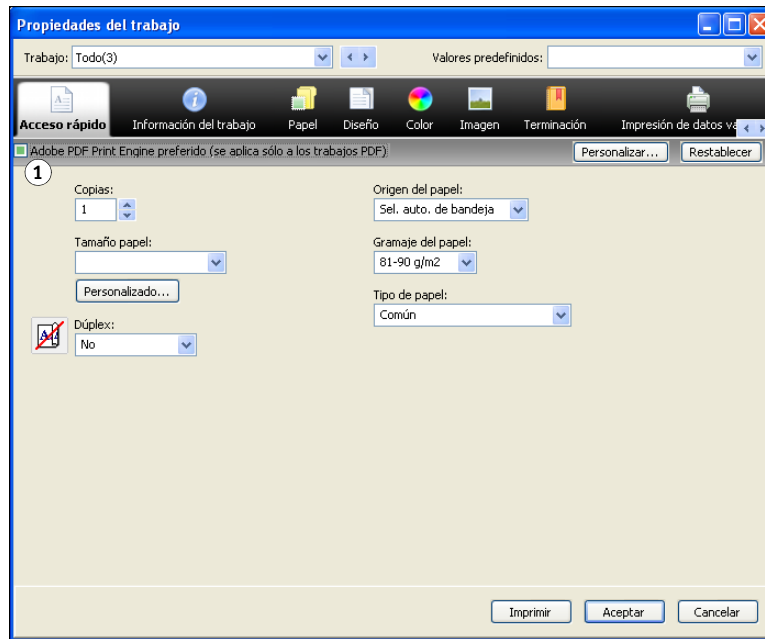 Propiedades del trabajo
Trabajo: Todo(3) Valores predefinidos:
Acceso rápido Información del trabajo Papel Diseño Color Imagen Terminación Impresión de datos va
Adobe PDF Print Engine preferido (se aplica sólo a los trabajos PDF) Personalizar... Restablecer
1
Copias: Origen del papel:
1 Sel. auto. de bandeja
Tamaño papel: Gramaje del papel:
81-90 g/m2
Personalizado... Tipo de papel:
Común
Dúplex:
No
Imprimir Aceptar Cancelar